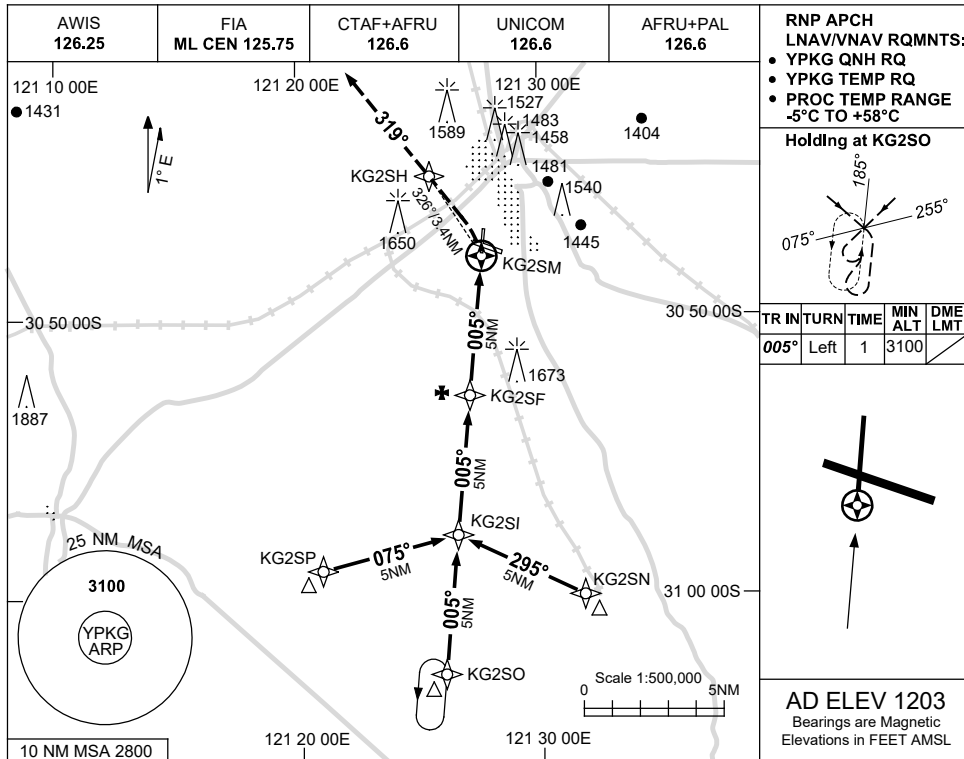 AWIS
126.25
FIA
ML CEN 125.75
CTAF+AFRU
126.6
UNICOM
126.6
AFRU+PAL
126.6
RNP APCH
LNAV/VNAV RQMNTS:
• YPKG QNH RQ
• YPKG TEMP RQ
• PROC TEMP RANGE
-5°C TO +58°C
121 10 00E
121 20 00E
121 30 00E
1431
1° E
319°
1589
1527
1483
1458
1481
1404
KG2SH
326°/3.4NM
1650
1540
1445
KG2SM
Holding at KG2SO
185°
255°
075°
30 50 00S
30 50 00S
TR IN TURN TIME MIN ALT DME LMT
005° Left 1 3100
005°
5NM
1673
1887
KG2SF
005°
5NM
KG2SI
KG2SP
075°
5NM
295°
5NM
KG2SN
31 00 00S
25 NM MSA
3100
YPKG
ARP
005°
5NM
KG2SO
Scale 1:500,000
0 5NM
10 NM MSA 2800
121 20 00E
121 30 00E
AD ELEV 1203
Bearings are Magnetic
Elevations in FEET AMSL